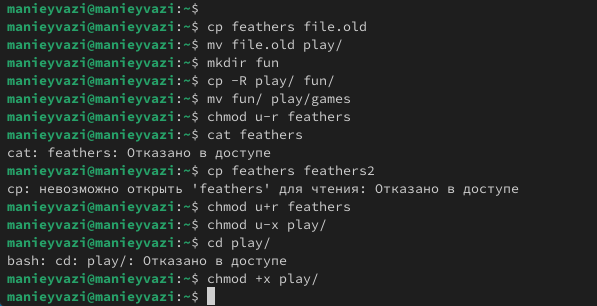 manieyvazi@manieyvazi:~$
manieyvazi@manieyvazi:~$ cp feathers file.old
manieyvazi@manieyvazi:~$ mv file.old play/
manieyvazi@manieyvazi:~$ mkdir fun
manieyvazi@manieyvazi:~$ cp -R play/ fun/
manieyvazi@manieyvazi:~$ mv fun/ play/games
manieyvazi@manieyvazi:~$ chmod u-r feathers
manieyvazi@manieyvazi:~$ cat feathers
cat: feathers: Отказано в доступе
manieyvazi@manieyvazi:~$ cp feathers feathers2
cp: невозможно открыть 'feathers' для чтения: Отказано в доступе
manieyvazi@manieyvazi:~$ chmod u+r feathers
manieyvazi@manieyvazi:~$ chmod u-x play/
manieyvazi@manieyvazi:~$ cd play/
bash: cd: play/: Отказано в доступе
manieyvazi@manieyvazi:~$ chmod +x play/
manieyvazi@manieyvazi:~$